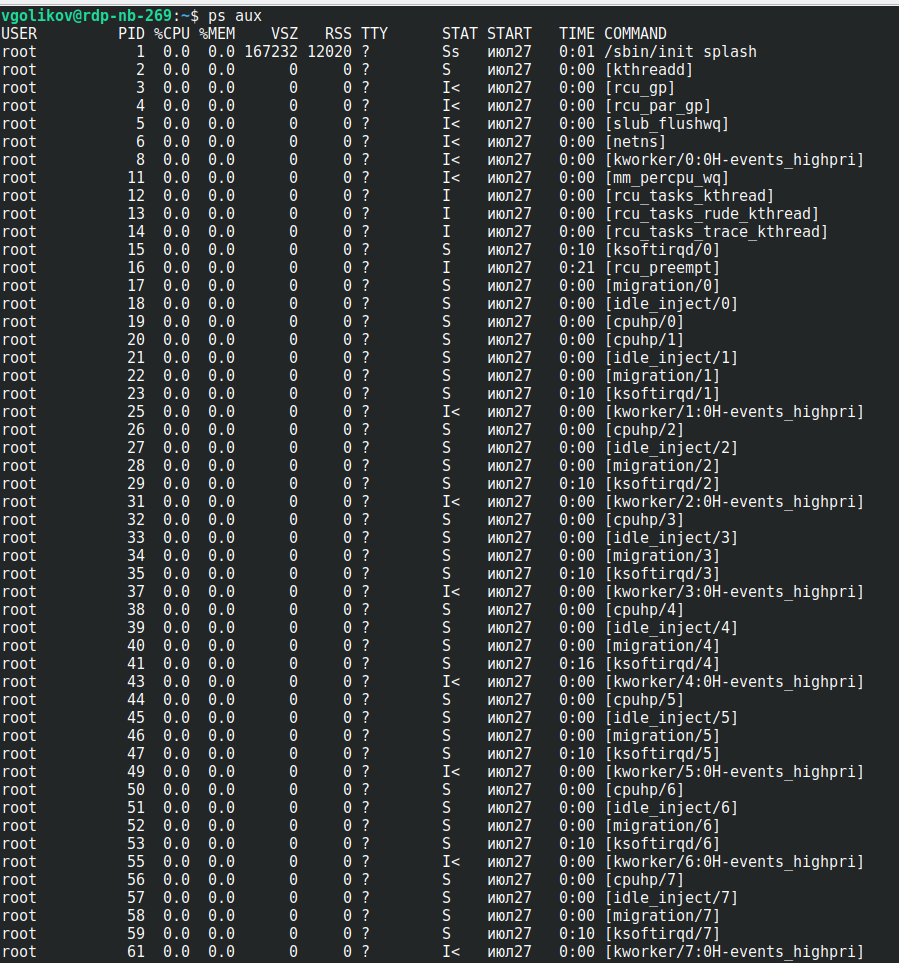 vgolikov@rdp-nb-269:~$ ps aux
USER         PID %CPU %MEM    VSZ   RSS TTY      STAT START   TIME COMMAND
root           1  0.0  0.0 167232 12020 ?        Ss   июл27   0:01 /sbin/init splash
root           2  0.0  0.0      0     0 ?        S    июл27   0:00 [kthreadd]
root           3  0.0  0.0      0     0 ?        I<   июл27   0:00 [rcu_gp]
root           4  0.0  0.0      0     0 ?        I<   июл27   0:00 [rcu_par_gp]
root           5  0.0  0.0      0     0 ?        I<   июл27   0:00 [slub_flushwq]
root           6  0.0  0.0      0     0 ?        I<   июл27   0:00 [netns]
root           8  0.0  0.0      0     0 ?        I<   июл27   0:00 [kworker/0:0H-events_highpri]
root          11  0.0  0.0      0     0 ?        I<   июл27   0:00 [mm_percpu_wq]
root          12  0.0  0.0      0     0 ?        I    июл27   0:00 [rcu_tasks_kthread]
root          13  0.0  0.0      0     0 ?        I    июл27   0:00 [rcu_tasks_rude_kthread]
root          14  0.0  0.0      0     0 ?        I    июл27   0:00 [rcu_tasks_trace_kthread]
root          15  0.0  0.0      0     0 ?        S    июл27   0:10 [ksoftirqd/0]
root          16  0.0  0.0      0     0 ?        I    июл27   0:21 [rcu_preempt]
root          17  0.0  0.0      0     0 ?        S    июл27   0:00 [migration/0]
root          18  0.0  0.0      0     0 ?        S    июл27   0:00 [idle_inject/0]
root          19  0.0  0.0      0     0 ?        S    июл27   0:00 [cpuhp/0]
root          20  0.0  0.0      0     0 ?        S    июл27   0:00 [cpuhp/1]
root          21  0.0  0.0      0     0 ?        S    июл27   0:00 [idle_inject/1]
root          22  0.0  0.0      0     0 ?        S    июл27   0:00 [migration/1]
root          23  0.0  0.0      0     0 ?        S    июл27   0:10 [ksoftirqd/1]
root          25  0.0  0.0      0     0 ?        I<   июл27   0:00 [kworker/1:0H-events_highpri]
root          26  0.0  0.0      0     0 ?        S    июл27   0:00 [cpuhp/2]
root          27  0.0  0.0      0     0 ?        S    июл27   0:00 [idle_inject/2]
root          28  0.0  0.0      0     0 ?        S    июл27   0:00 [migration/2]
root          29  0.0  0.0      0     0 ?        S    июл27   0:10 [ksoftirqd/2]
root          31  0.0  0.0      0     0 ?        I<   июл27   0:00 [kworker/2:0H-events_highpri]
root          32  0.0  0.0      0     0 ?        S    июл27   0:00 [cpuhp/3]
root          33  0.0  0.0      0     0 ?        S    июл27   0:00 [idle_inject/3]
root          34  0.0  0.0      0     0 ?        S    июл27   0:00 [migration/3]
root          35  0.0  0.0      0     0 ?        S    июл27   0:10 [ksoftirqd/3]
root          37  0.0  0.0      0     0 ?        I<   июл27   0:00 [kworker/3:0H-events_highpri]
root          38  0.0  0.0      0     0 ?        S    июл27   0:00 [cpuhp/4]
root          39  0.0  0.0      0     0 ?        S    июл27   0:00 [idle_inject/4]
root          40  0.0  0.0      0     0 ?        S    июл27   0:00 [migration/4]
root          41  0.0  0.0      0     0 ?        S    июл27   0:16 [ksoftirqd/4]
root          43  0.0  0.0      0     0 ?        I<   июл27   0:00 [kworker/4:0H-events_highpri]
root          44  0.0  0.0      0     0 ?        S    июл27   0:00 [cpuhp/5]
root          45  0.0  0.0      0     0 ?        S    июл27   0:00 [idle_inject/5]
root          46  0.0  0.0      0     0 ?        S    июл27   0:00 [migration/5]
root          47  0.0  0.0      0     0 ?        S    июл27   0:10 [ksoftirqd/5]
root          49  0.0  0.0      0     0 ?        I<   июл27   0:00 [kworker/5:0H-events_highpri]
root          50  0.0  0.0      0     0 ?        S    июл27   0:00 [cpuhp/6]
root          51  0.0  0.0      0     0 ?        S    июл27   0:00 [idle_inject/6]
root          52  0.0  0.0      0     0 ?        S    июл27   0:00 [migration/6]
root          53  0.0  0.0      0     0 ?        S    июл27   0:10 [ksoftirqd/6]
root          55  0.0  0.0      0     0 ?        I<   июл27   0:00 [kworker/6:0H-events_highpri]
root          56  0.0  0.0      0     0 ?        S    июл27   0:00 [cpuhp/7]
root          57  0.0  0.0      0     0 ?        S    июл27   0:00 [idle_inject/7]
root          58  0.0  0.0      0     0 ?        S    июл27   0:00 [migration/7]
root          59  0.0  0.0      0     0 ?        S    июл27   0:10 [ksoftirqd/7]
root          61  0.0  0.0      0     0 ?        I<   июл27   0:00 [kworker/7:0H-events_highpri]